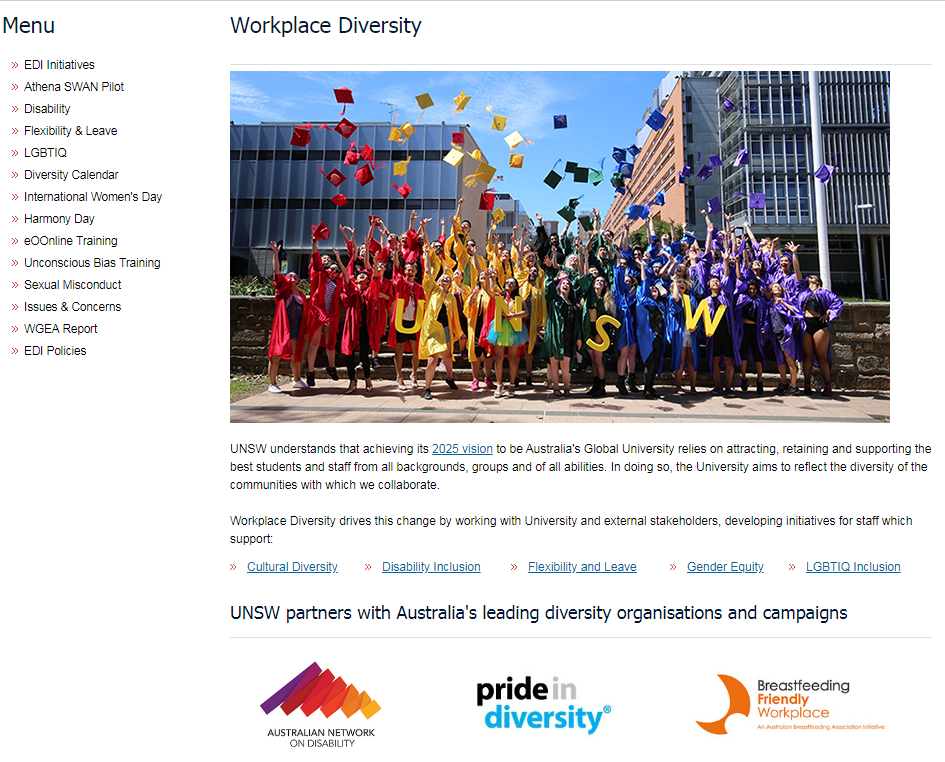 Menu
EDI Initiatives
Athena SWAN Pilot
Disability
Flexibility & Leave
LGBTIQ
Diversity Calendar
International Women's Day
Harmony Day
eOOnline Training
Unconscious Bias Training
Sexual Misconduct
Issues & Concerns
WGEA Report
EDI Policies
Workplace Diversity
U N S W
UNSW understands that achieving its 2025 vision to be Australia's Global University relies on attracting, retaining and supporting the
best students and staff from all backgrounds, groups and of all abilities. In doing so, the University aims to reflect the diversity of the
communities with which we collaborate.
Workplace Diversity drives this change by working with University and external stakeholders, developing initiatives for staff which
support:
Cultural Diversity Disability Inclusion Flexibility and Leave Gender Equity LGBTIQ Inclusion
UNSW partners with Australia's leading diversity organisations and campaigns
AUSTRALIAN NETWORK
ON DISABILITY
pride in
diversity®
Breastfeeding
Friendly
Workplace
An Australian Breastfeeding Association Initiative